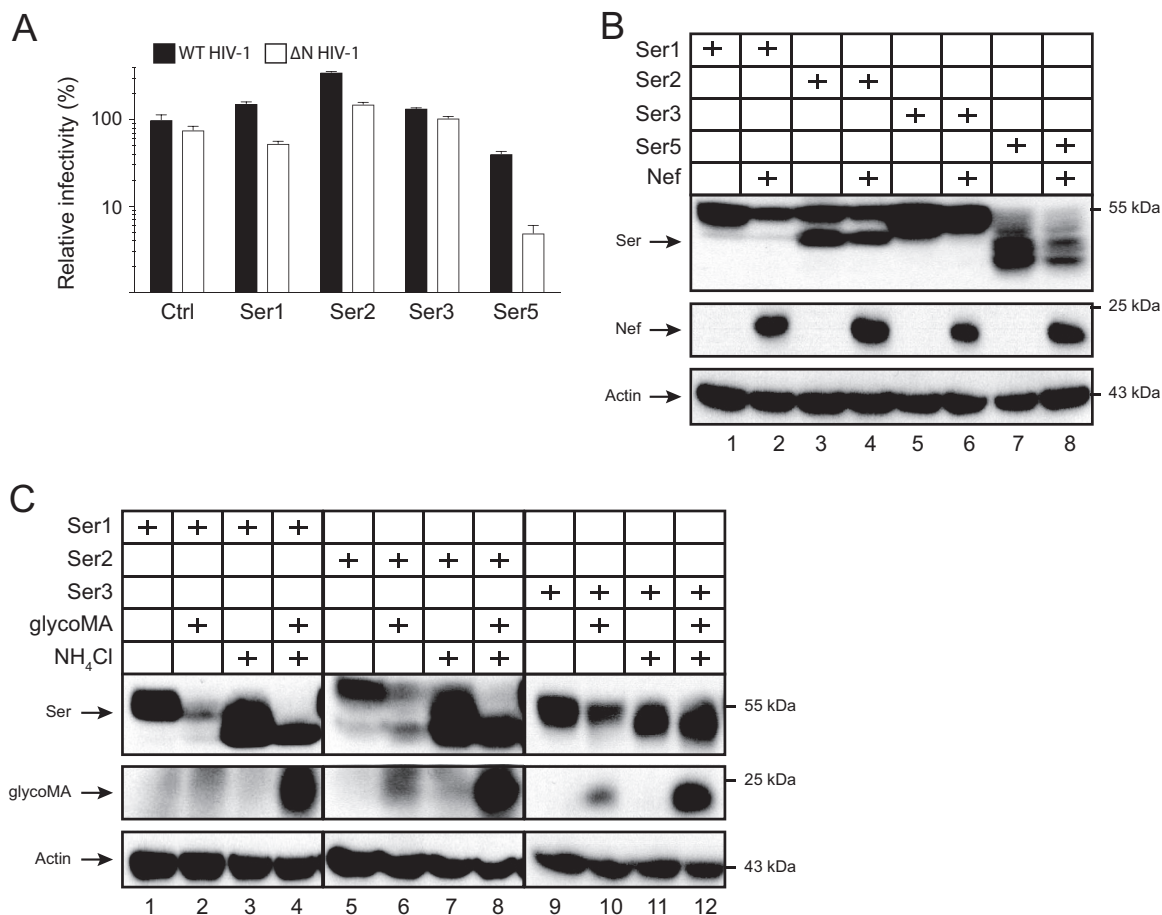 A
WT HIV-1 ΔN HIV-1
Relative infectivity (%)
100
10
Ctrl Ser1 Ser2 Ser3 Ser5
B
Ser1 + +
Ser2 + +
Ser3 + +
Ser5 + +
Nef + + + +
55 kDa
Ser
25 kDa
Nef
Actin
43 kDa
1 2 3 4 5 6 7 8
C
Ser1 + + + +
Ser2 + + + +
Ser3 + + + +
glycoMA + + + + + +
NH₄Cl + + + + + +
Ser
55 kDa
25 kDa
glycoMA
Actin
43 kDa
1 2 3 4 5 6 7 8 9 10 11 12